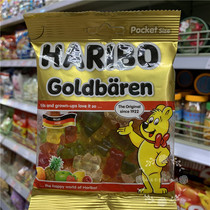 Pocket Size
HARIBO
Goldbären
Kids and grown-ups love it so ...
The Original
since 1922
the happy world of Haribo!